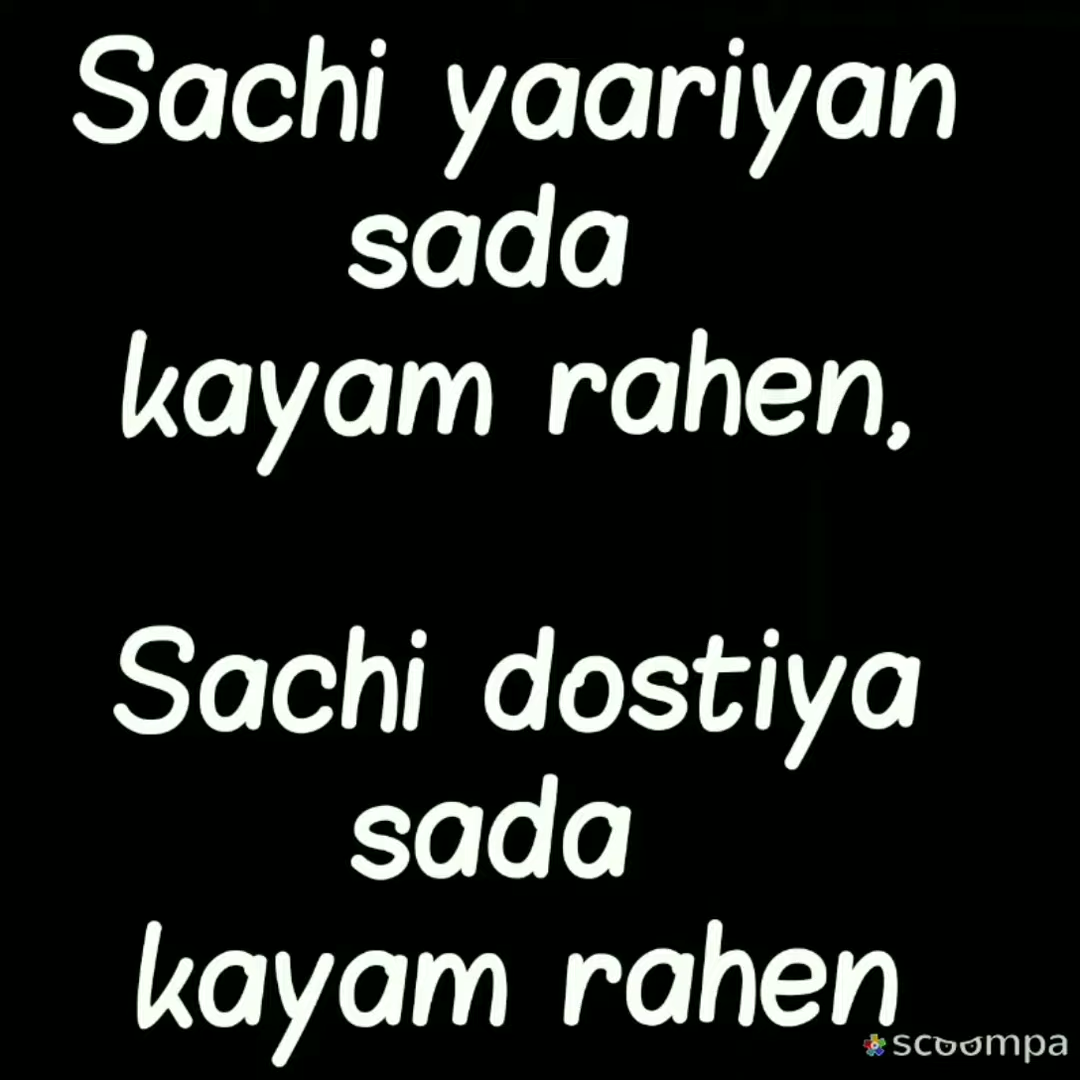 Sachi yaariyan
sada
kayam rahen,
Sachi dostiya
sada
kayam rahen
scoompa